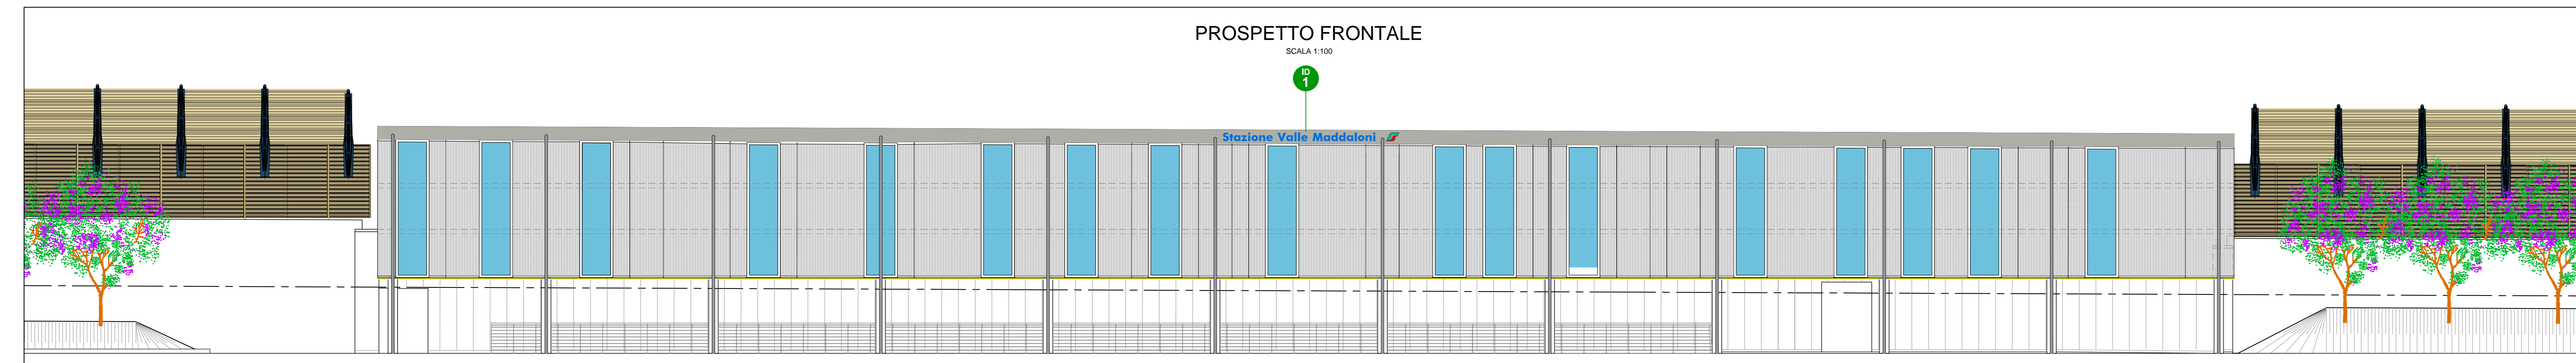 PROSPETTO FRONTALE
SCALA 1:100
ID
1
Stazione Valle Maddaloni